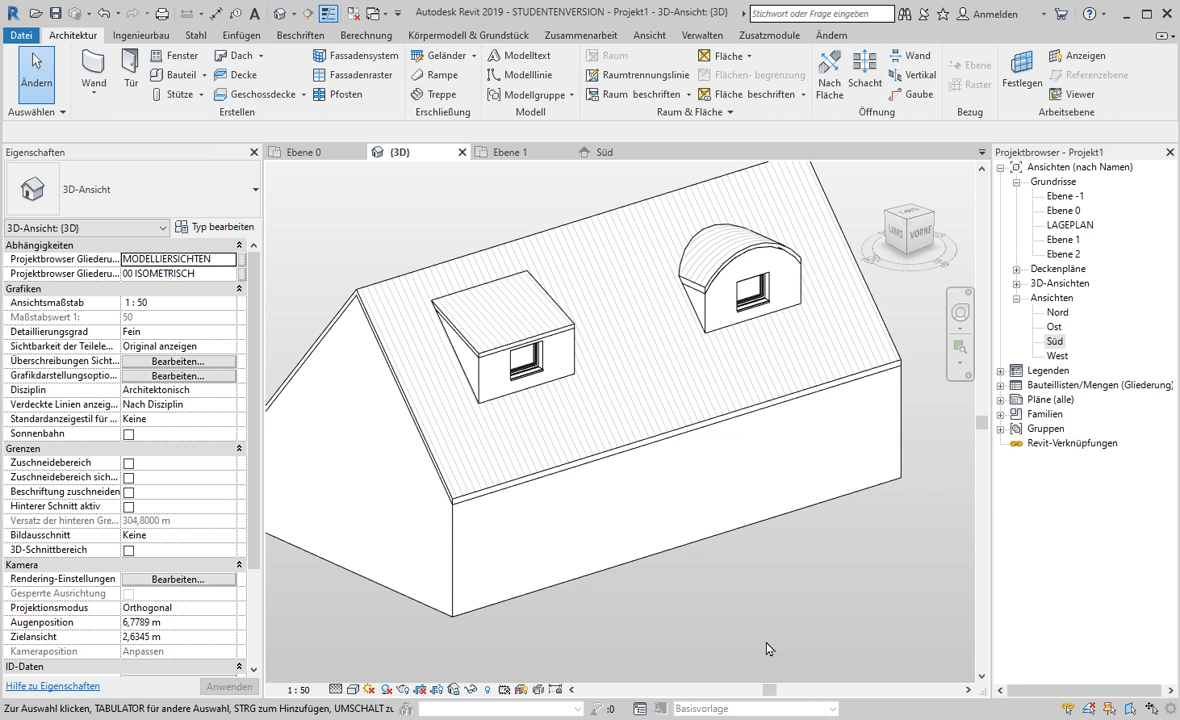 Autodesk Revit 2019 - STUDENTENVERSION - Projekt1 - 3D-Ansicht: {3D}
Stichwort oder Frage eingeben
Anmelden
Datei Architektur Ingenieurbau Stahl Einfügen Beschriften Berechnung Körpermodell & Grundstück Zusammenarbeit Ansicht Verwalten Zusatzmodule Ändern
Fenster Dach Fassadensystem Geländer Modelltext Raum Fläche Wand Anzeigen
Ändern Wand Tür Bauteil Decke Fassadenraster Rampe Modelllinie Raumtrennungslinie Flächen- begrenzung Nach Fläche Schacht Vertikal Ebene Festlegen Referenzebene
Stütze Geschossdecke Pfosten Treppe Modellgruppe Raum beschriften Fläche beschriften Gaube Raster Viewer
Auswählen Erstellen Erschließung Modell Raum & Fläche Öffnung Bezug Arbeitsebene
Eigenschaften
3D-Ansicht
3D-Ansicht: {3D} Typ bearbeiten
Abhängigkeiten
Projektbrowser Gliederu... MODELLIERSICHTEN
Projektbrowser Gliederu... 00 ISOMETRISCH
Grafiken
Ansichtsmaßstab 1 : 50
Maßstabswert 1: 50
Detaillierungsgrad Fein
Sichtbarkeit der Teilele... Original anzeigen
Überschreibungen Sicht... Bearbeiten...
Grafikdarstellungsoptio... Bearbeiten...
Disziplin Architektonisch
Verdeckte Linien anzeig... Nach Disziplin
Standardanzeigestil für ... Keine
Sonnenbahn
Grenzen
Zuschneidebereich
Zuschneidebereich sich...
Beschriftung zuschneiden
Hinterer Schnitt aktiv
Versatz der hinteren Gre... 304,8000 m
Bildausschnitt Keine
3D-Schnittbereich
Kamera
Rendering-Einstellungen Bearbeiten...
Gesperrte Ausrichtung
Projektionsmodus Orthogonal
Augenposition 6,7789 m
Zielansicht 2,6345 m
Kameraposition Anpassen
ID-Daten
Hilfe zu Eigenschaften Anwenden
Ebene 0 {3D} Ebene 1 Süd
LINKS VORNE
1 : 50
Projektbrowser - Projekt1
Ansichten (nach Namen)
Grundrisse
Ebene -1
Ebene 0
LAGEPLAN
Ebene 1
Ebene 2
Deckenpläne
3D-Ansichten
Ansichten
Nord
Ost
Süd
West
Legenden
Bauteillisten/Mengen (Gliederung)
Pläne (alle)
Familien
Gruppen
Revit-Verknüpfungen
Zur Auswahl klicken, TABULATOR für andere Auswahl, STRG zum Hinzufügen, UMSCHALT zu
:0
Basisvorlage
:0